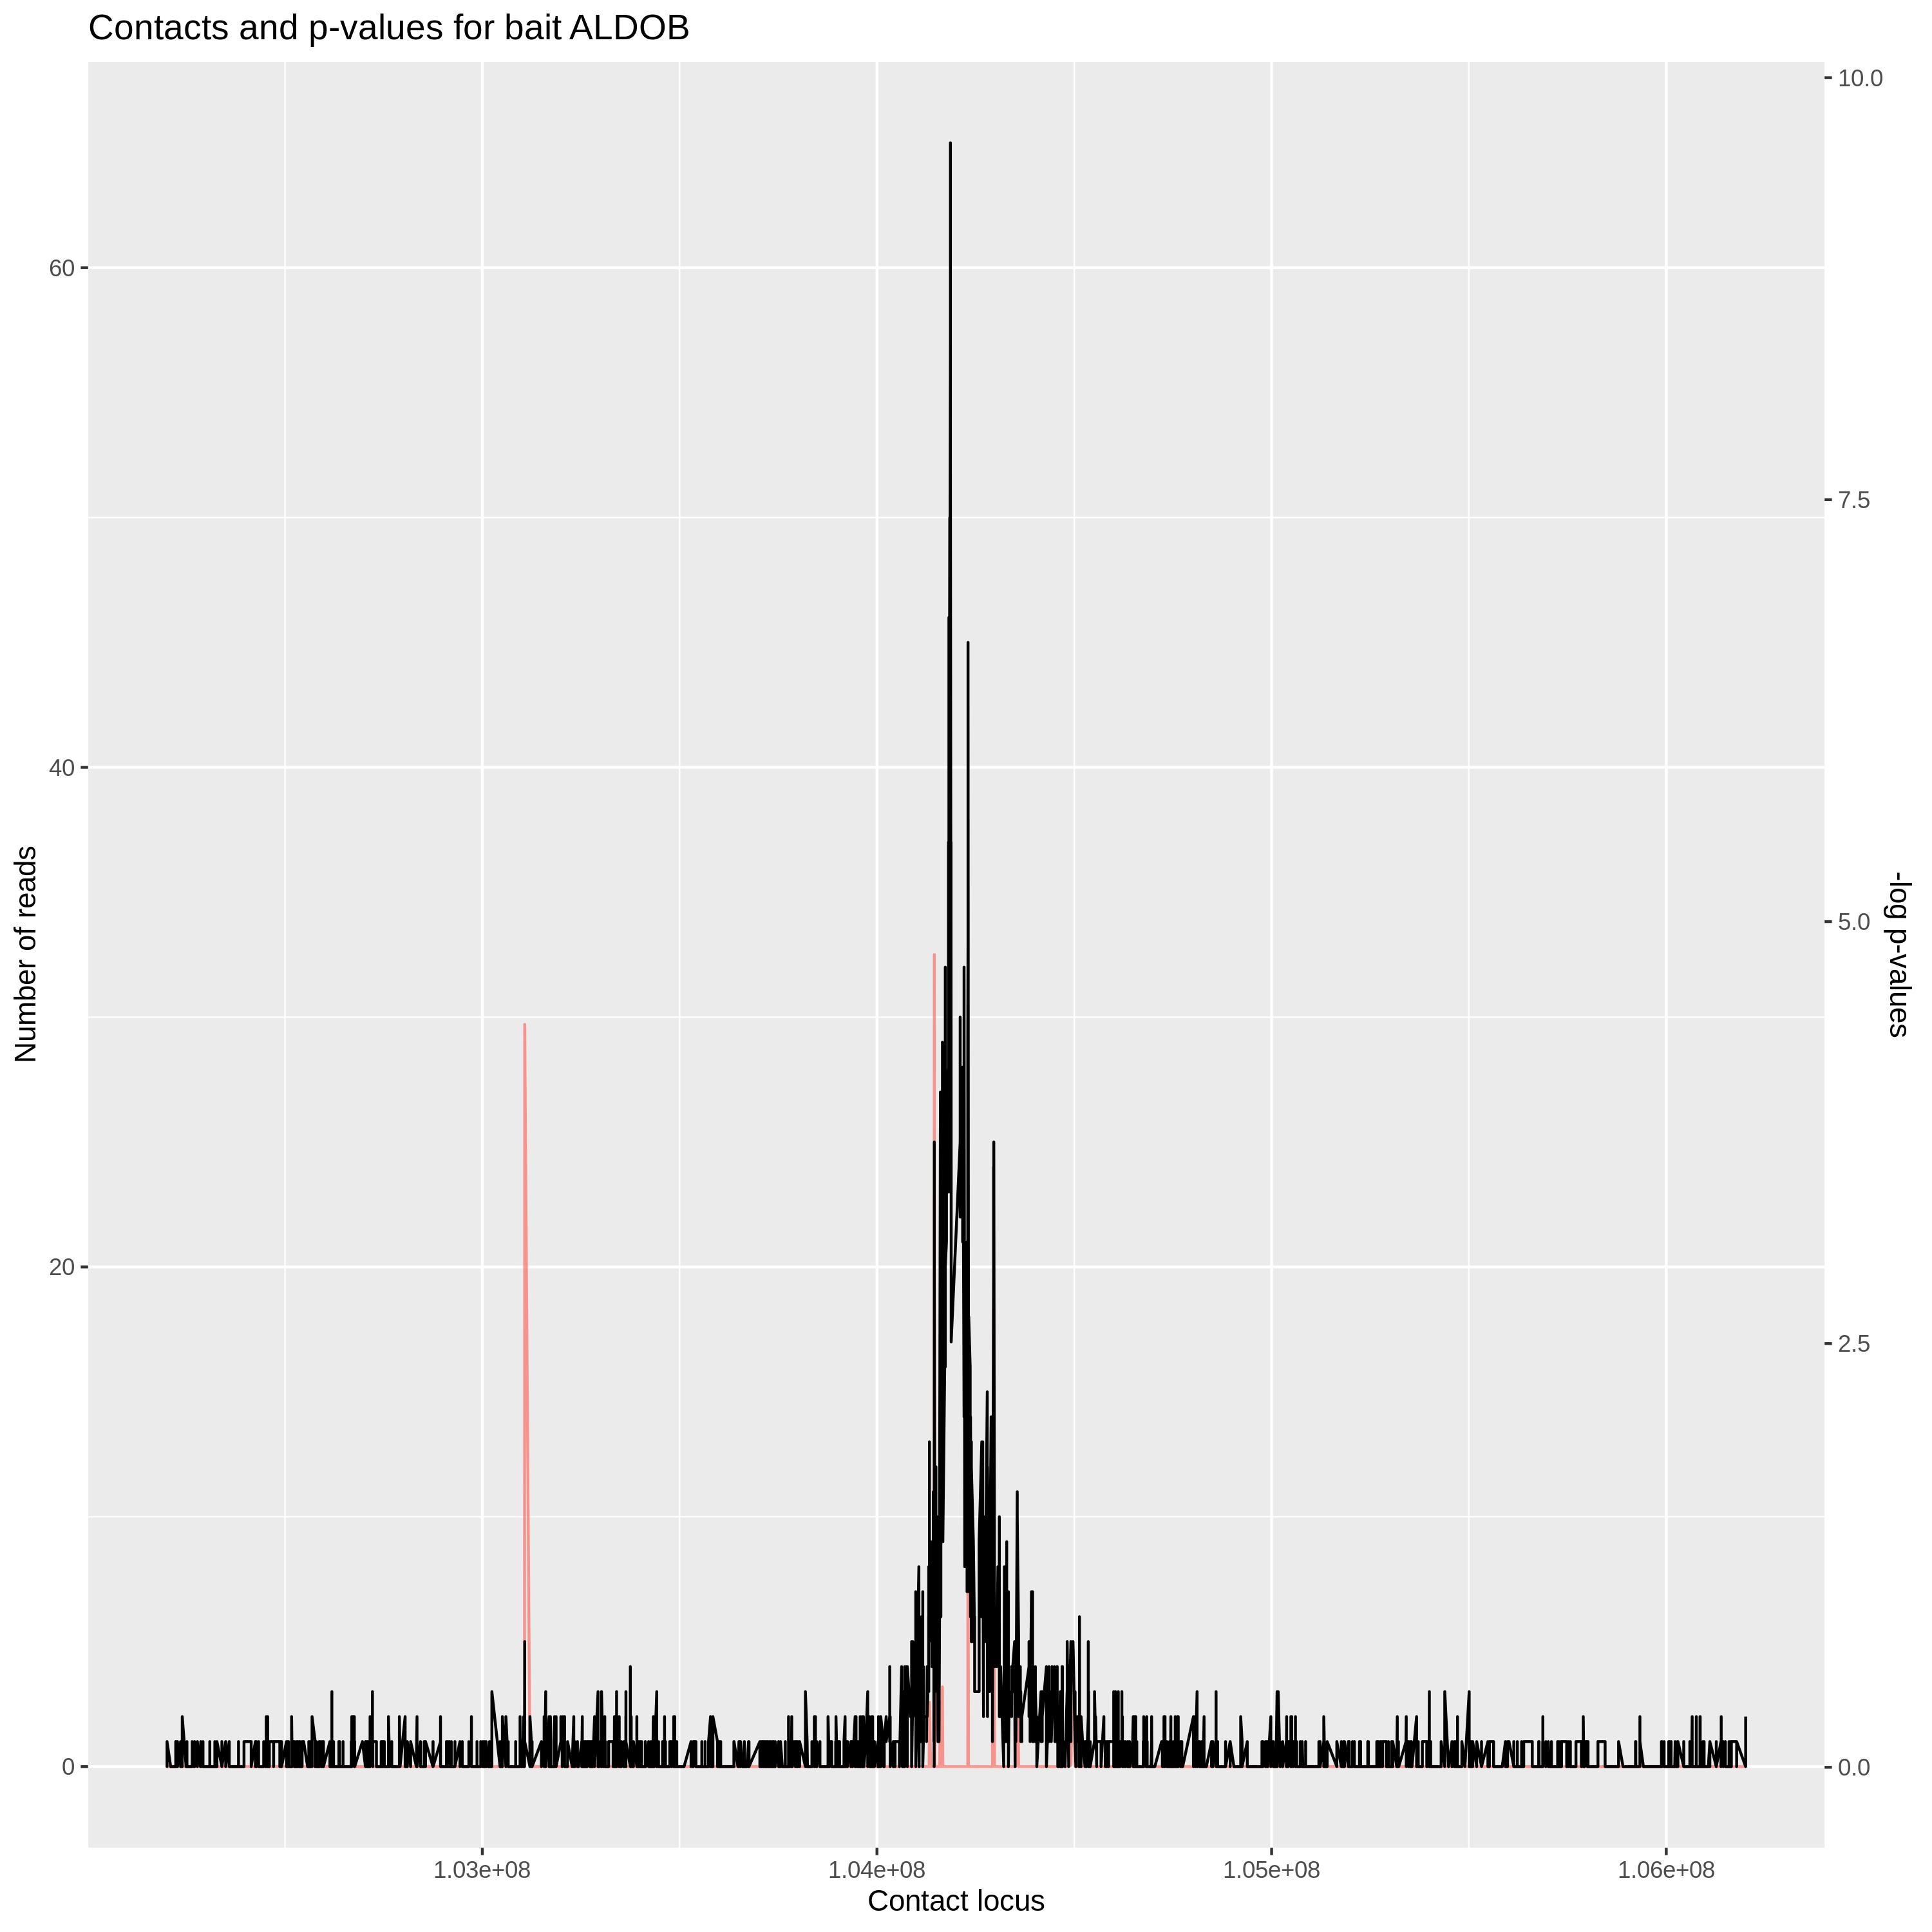 Contacts and p-values for bait ALDOB
10.0
60
7.5
40
5.0
Number of reads
-log p-values
20
2.5
0
0.0
1.03e+08
1.04e+08
1.05e+08
1.06e+08
Contact locus